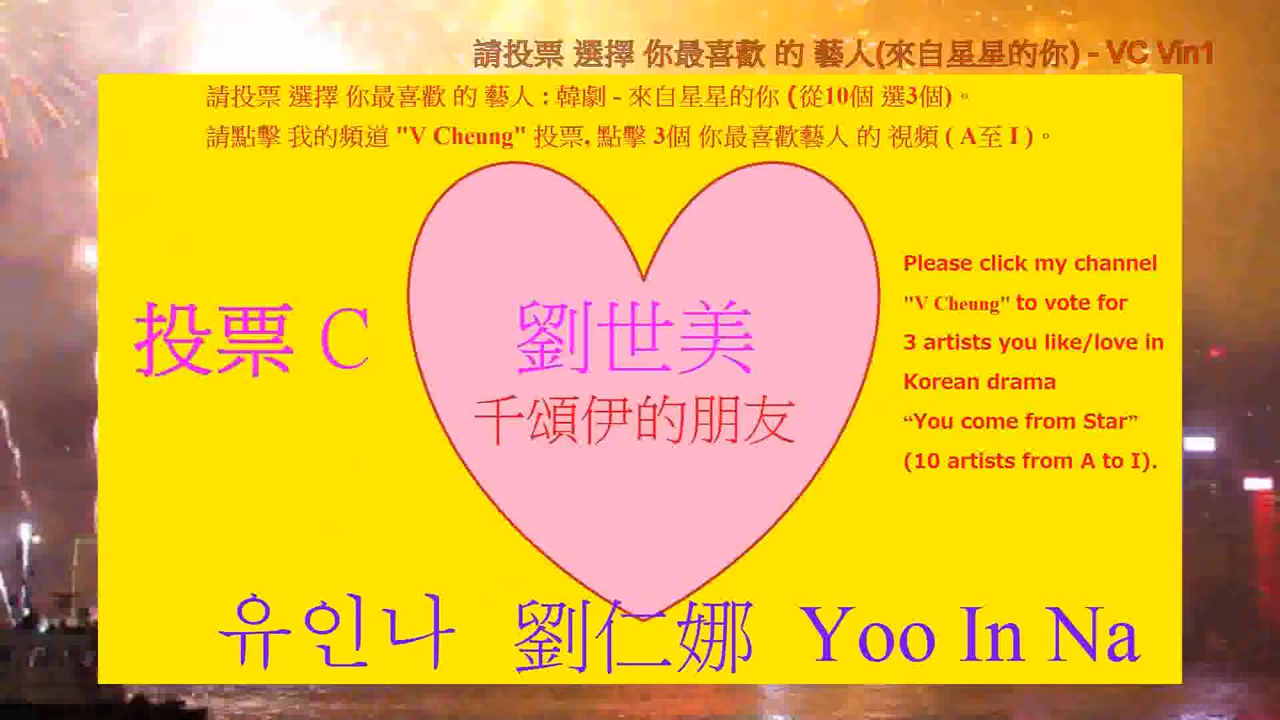 請投票 選擇 你最喜歡 的 藝人(來自星星的你) - VC Vin1
請投票 選擇 你最喜歡 的 藝人 : 韓劇 - 來自星星的你 (從10個 選3個) 。
請點擊 我的頻道 "V Cheung" 投票, 點擊 3個 你最喜歡藝人 的 視頻 ( A至 I ) 。
投票 C
劉世美
千頌伊的朋友
Please click my channel
"V Cheung" to vote for
3 artists you like/love in
Korean drama
“You come from Star”
(10 artists from A to I).
유인나 劉仁娜 Yoo In Na